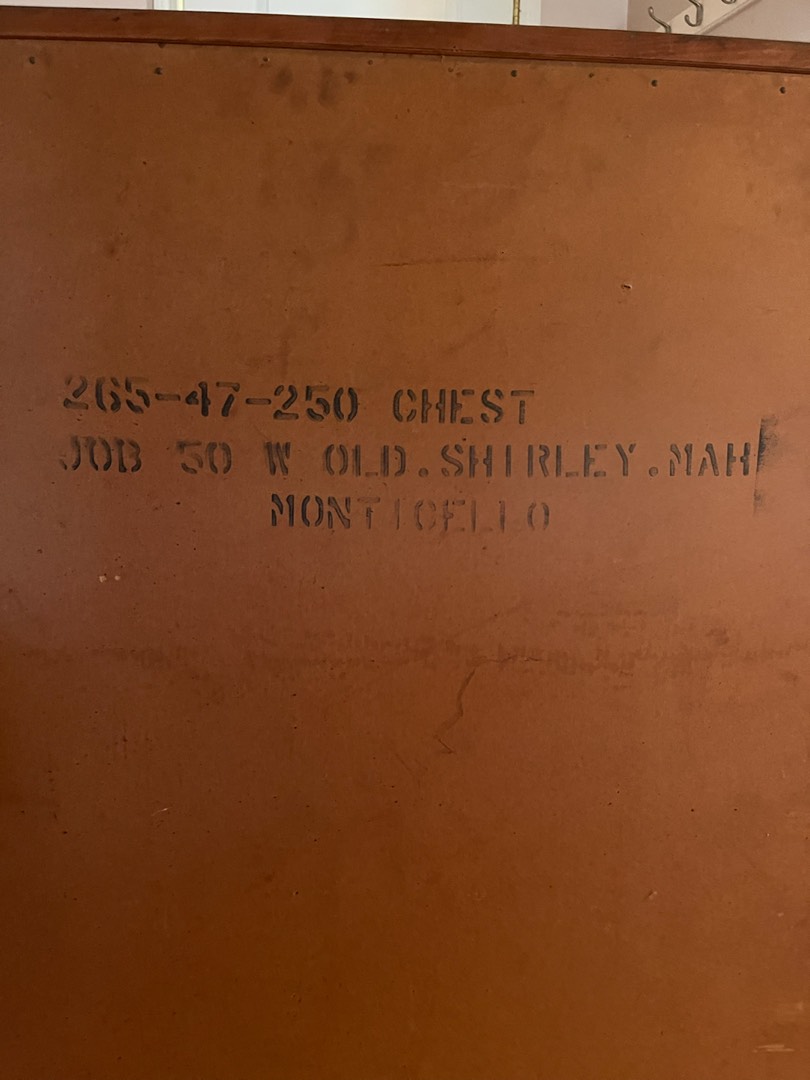 265-47-250 CHEST
JOB 50 W OLD.SHIRLEY.MAH
MONTICELLO